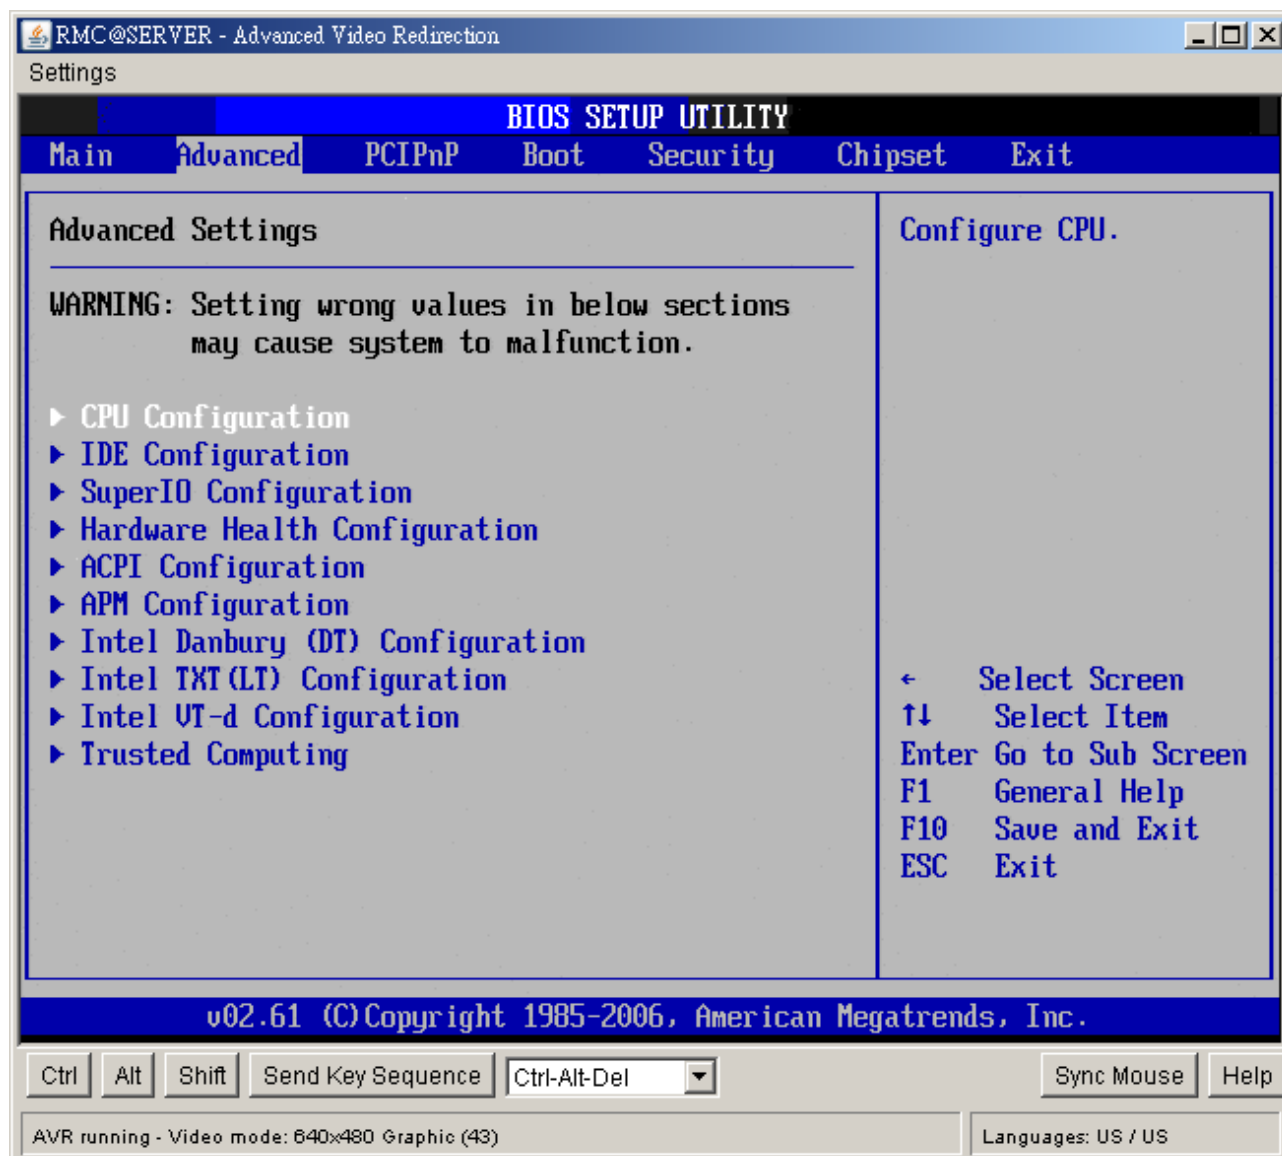 RMC@SERVER - Advanced Video Redirection
Settings
BIOS SETUP UTILITY
Main Advanced PCIPnP Boot Security Chipset Exit
Advanced Settings
WARNING: Setting wrong values in below sections
may cause system to malfunction.
▶ CPU Configuration
▶ IDE Configuration
▶ SuperIO Configuration
▶ Hardware Health Configuration
▶ ACPI Configuration
▶ APM Configuration
▶ Intel Danbury (DT) Configuration
▶ Intel TXT(LT) Configuration
▶ Intel VT-d Configuration
▶ Trusted Computing
Configure CPU.
← Select Screen
↑↓ Select Item
Enter Go to Sub Screen
F1 General Help
F10 Save and Exit
ESC Exit
v02.61 (C)Copyright 1985-2006, American Megatrends, Inc.
Ctrl Alt Shift Send Key Sequence Ctrl-Alt-Del Sync Mouse Help
AVR running - Video mode: 640x480 Graphic (43) Languages: US / US